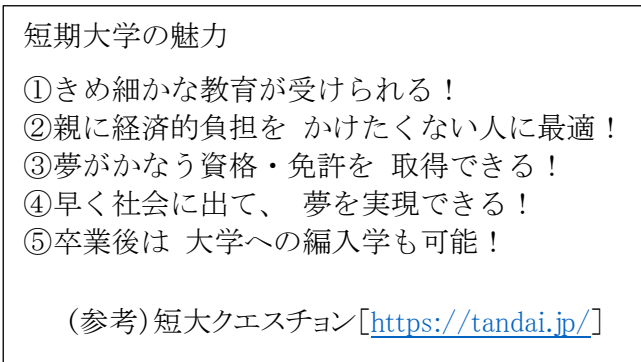 短期大学の魅力
①きめ細かな教育が受けられる！
②親に経済的負担を かけたくない人に最適！
③夢がかなう資格・免許を 取得できる！
④早く社会に出て、 夢を実現できる！
⑤卒業後は 大学への編入学も可能！
(参考)短大クエスチョン[https://tandai.jp/]